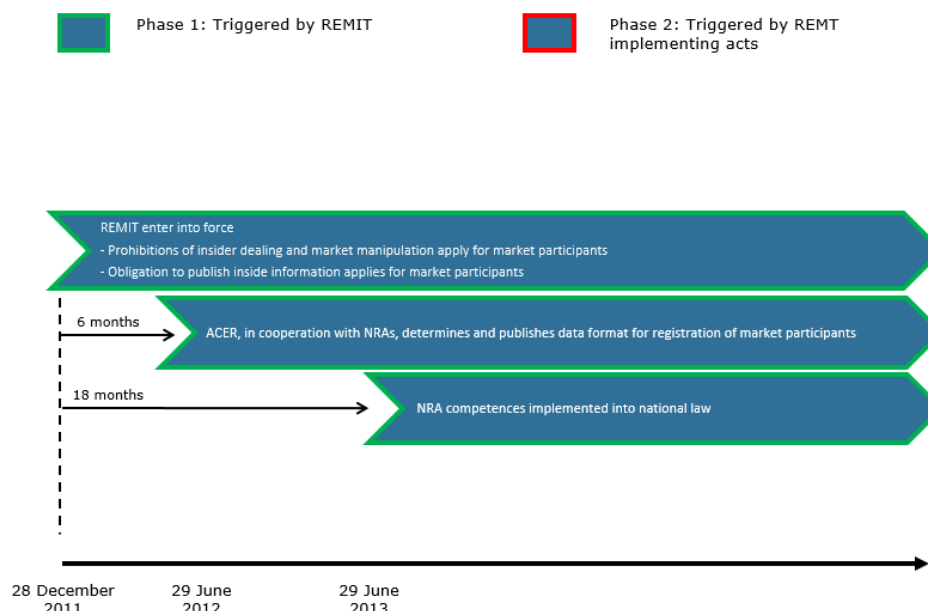 Phase 1: Triggered by REMIT
Phase 2: Triggered by REMT
implementing acts
REMIT enter into force
- Prohibitions of insider dealing and market manipulation apply for market participants
- Obligation to publish inside information applies for market participants
6 months
ACER, in cooperation with NRAs, determines and publishes data format for registration of market participants
18 months
NRA competences implemented into national law
28 December
2011
29 June
2012
29 June
2013